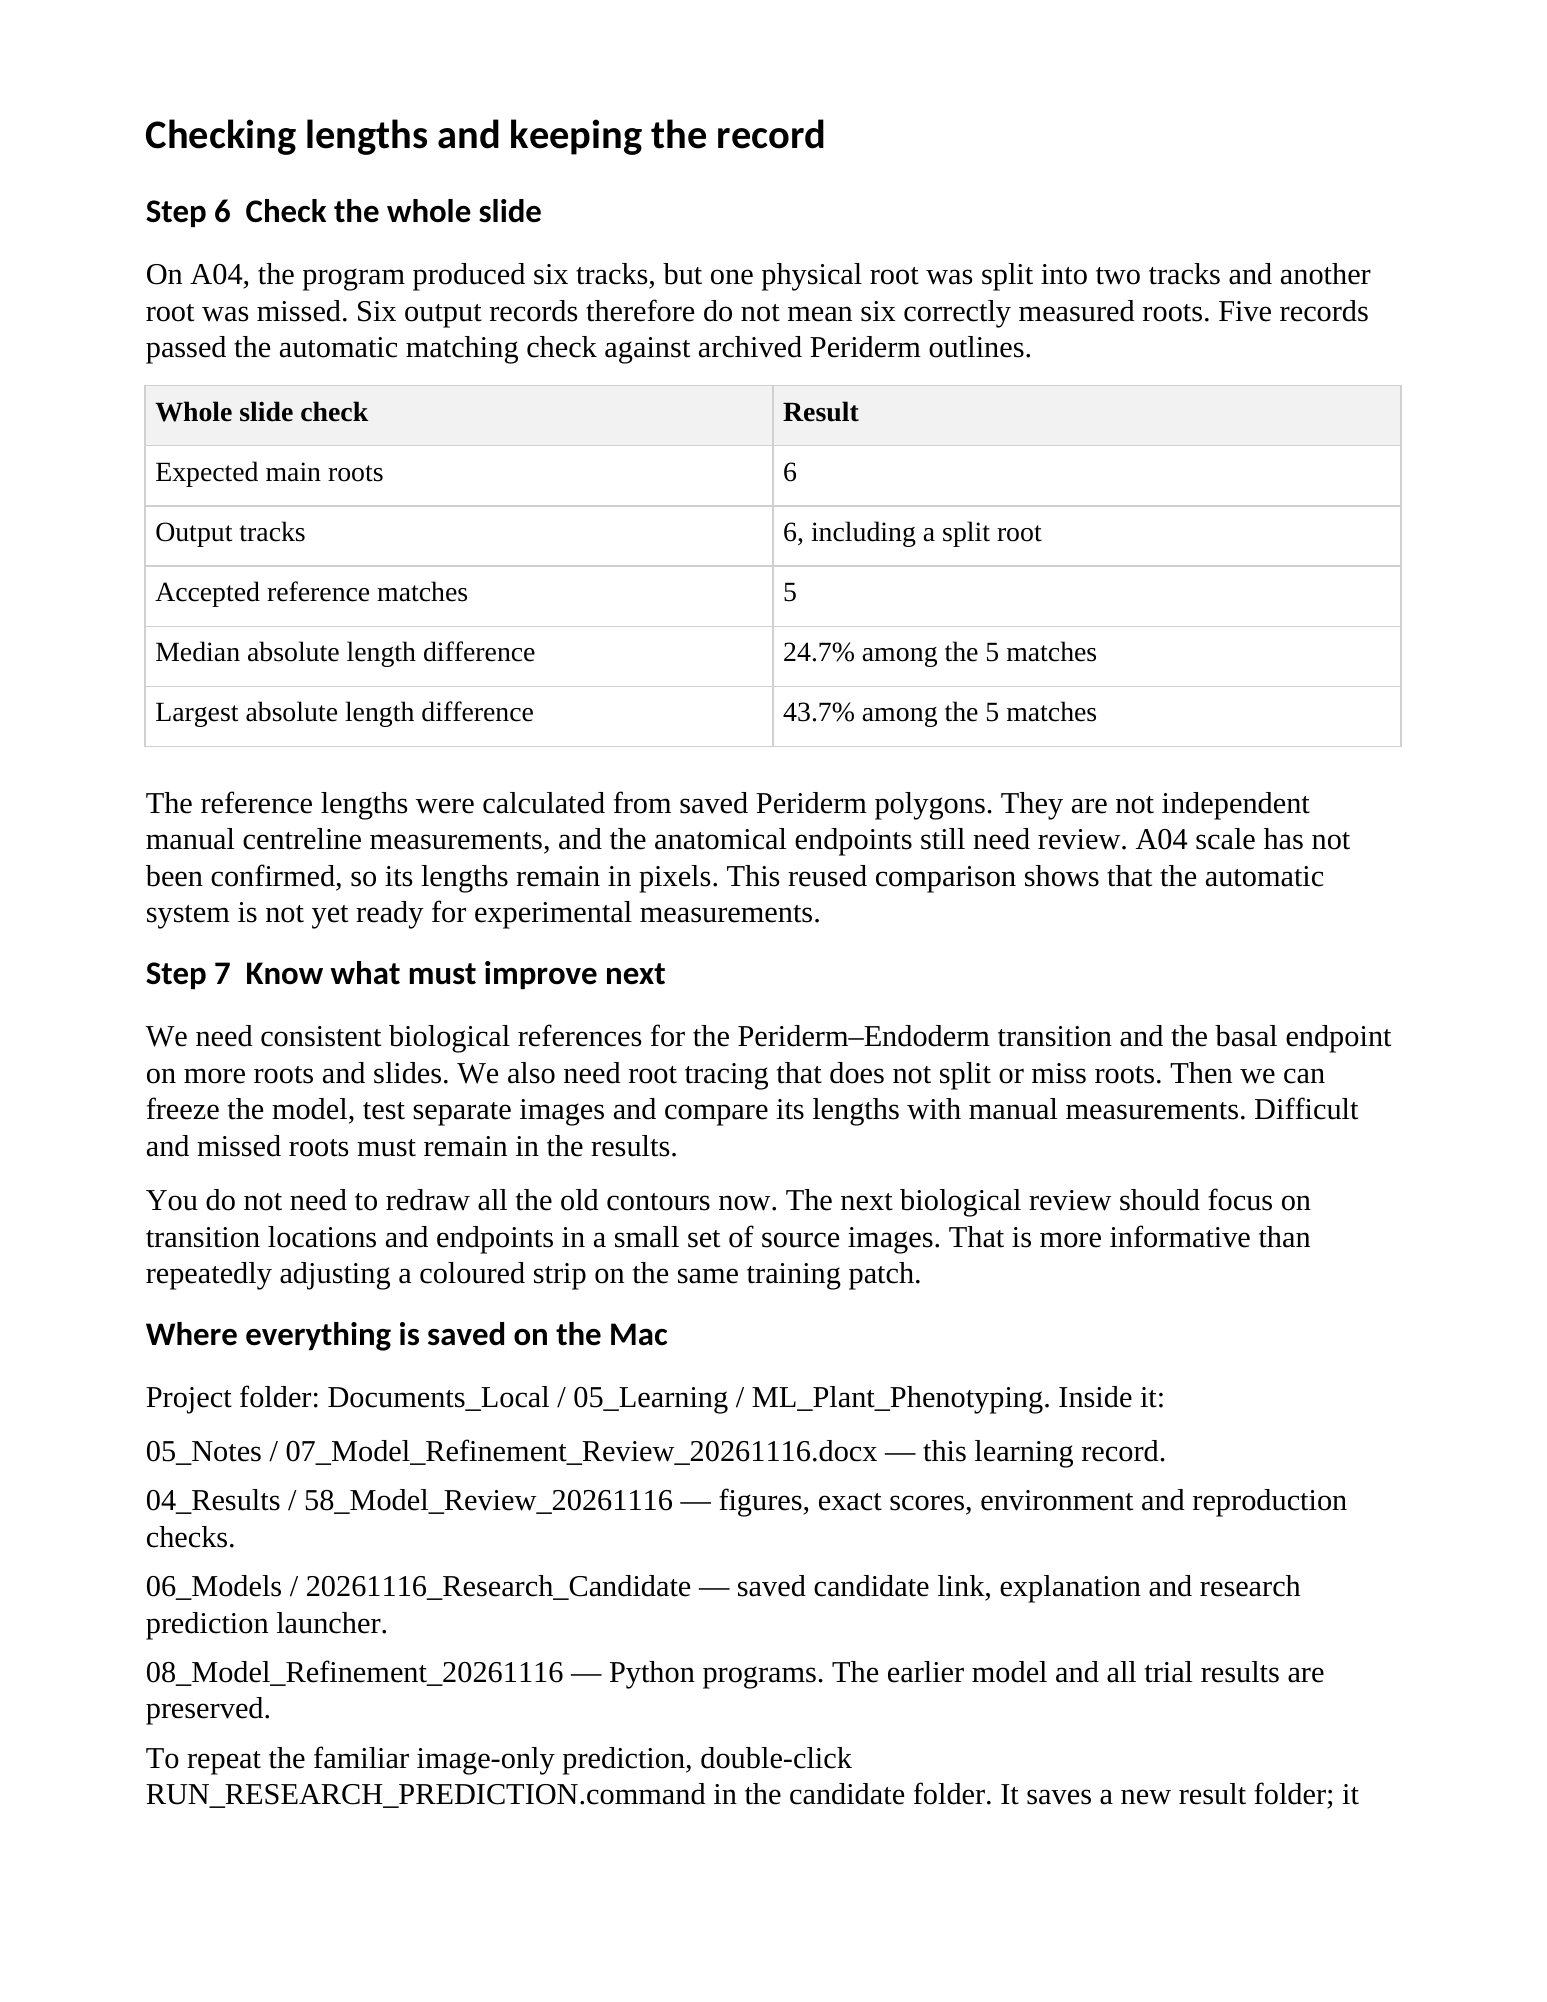 Checking lengths and keeping the record
Step 6  Check the whole slide
On A04, the program produced six tracks, but one physical root was split into two tracks and another
root was missed. Six output records therefore do not mean six correctly measured roots. Five records
passed the automatic matching check against archived Periderm outlines.
Whole slide check Result
Expected main roots 6
Output tracks 6, including a split root
Accepted reference matches 5
Median absolute length difference 24.7% among the 5 matches
Largest absolute length difference 43.7% among the 5 matches
The reference lengths were calculated from saved Periderm polygons. They are not independent
manual centreline measurements, and the anatomical endpoints still need review. A04 scale has not
been confirmed, so its lengths remain in pixels. This reused comparison shows that the automatic
system is not yet ready for experimental measurements.
Step 7  Know what must improve next
We need consistent biological references for the Periderm–Endoderm transition and the basal endpoint
on more roots and slides. We also need root tracing that does not split or miss roots. Then we can
freeze the model, test separate images and compare its lengths with manual measurements. Difficult
and missed roots must remain in the results.
You do not need to redraw all the old contours now. The next biological review should focus on
transition locations and endpoints in a small set of source images. That is more informative than
repeatedly adjusting a coloured strip on the same training patch.
Where everything is saved on the Mac
Project folder: Documents_Local / 05_Learning / ML_Plant_Phenotyping. Inside it:
05_Notes / 07_Model_Refinement_Review_20261116.docx — this learning record.
04_Results / 58_Model_Review_20261116 — figures, exact scores, environment and reproduction
checks.
06_Models / 20261116_Research_Candidate — saved candidate link, explanation and research
prediction launcher.
08_Model_Refinement_20261116 — Python programs. The earlier model and all trial results are
preserved.
To repeat the familiar image-only prediction, double-click
RUN_RESEARCH_PREDICTION.command in the candidate folder. It saves a new result folder; it